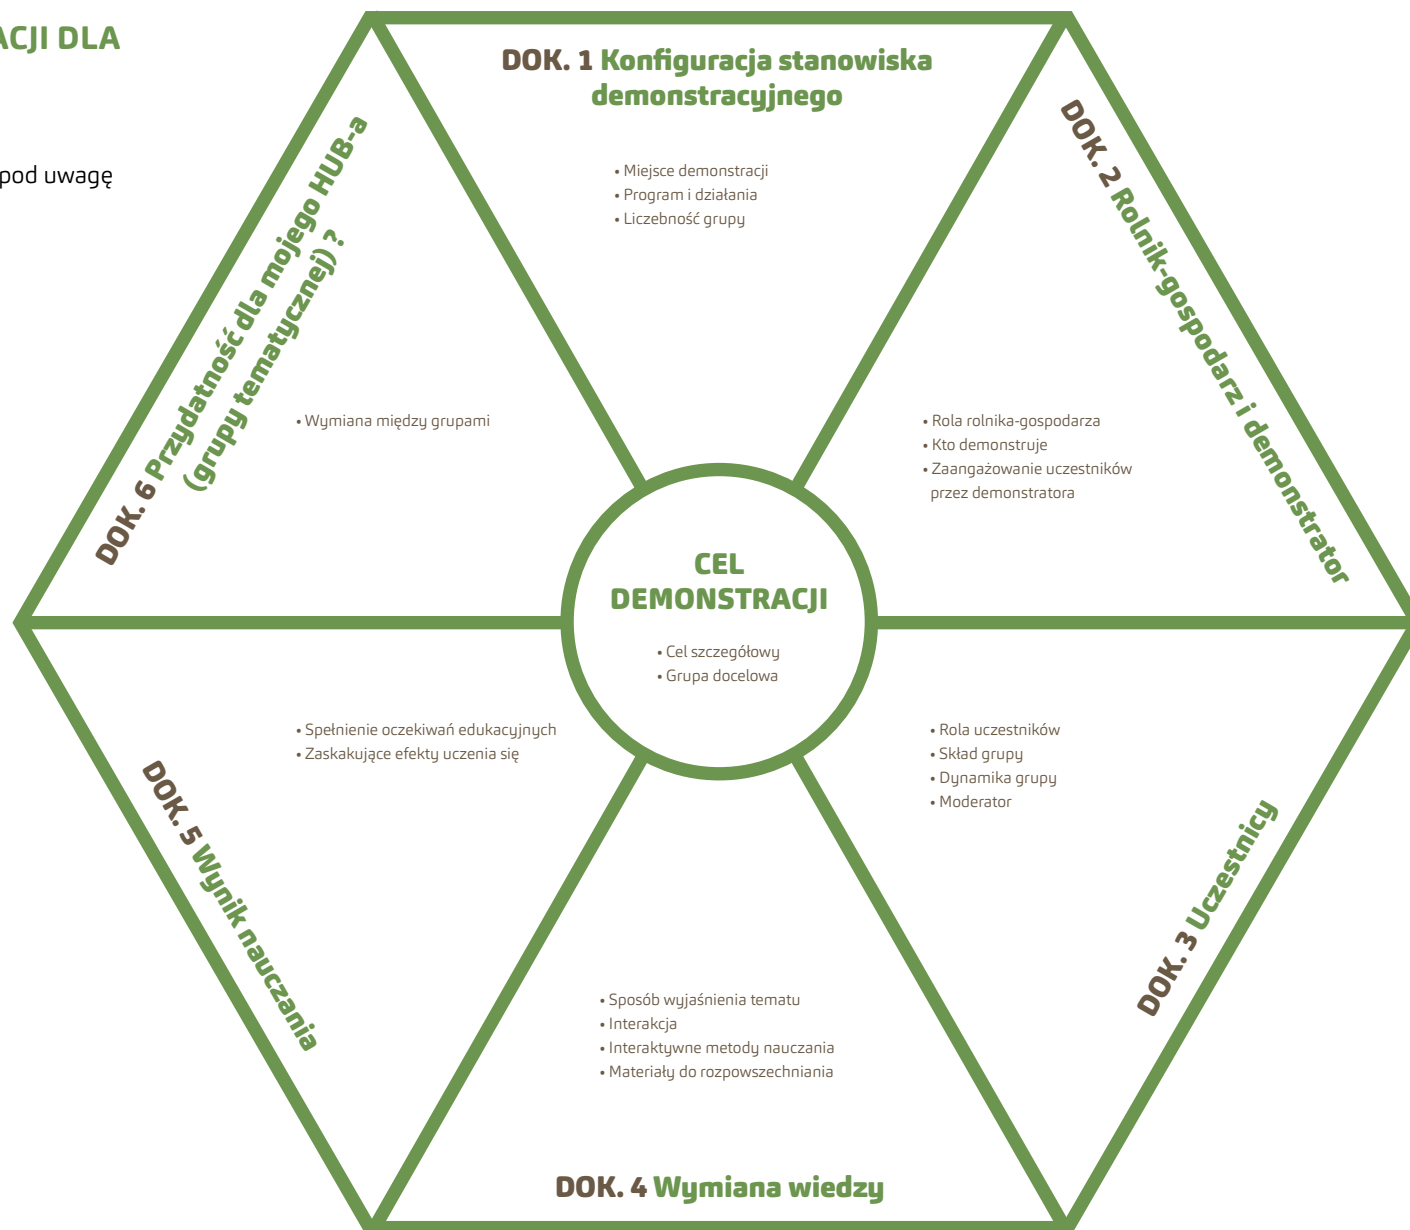 ACJI DLA
pod uwagę
DOK. 1 Konfiguracja stanowiska
demonstracyjnego
• Miejsce demonstracji
• Program i działania
• Liczebność grupy
DOK. 2 Rolnik-gospodarz i demonstrator
• Rola rolnika-gospodarza
• Kto demonstruje
• Zaangażowanie uczestników
przez demonstratora
DOK. 6 Przydatność dla mojego HUB-a
(grupy tematycznej) ?
• Wymiana między grupami
CEL
DEMONSTRACJI
• Cel szczegółowy
• Grupa docelowa
• Spełnienie oczekiwań edukacyjnych
• Zaskakujące efekty uczenia się
DOK. 5 Wynik nauczania
• Rola uczestników
• Skład grupy
• Dynamika grupy
• Moderator
DOK. 3 Uczestnicy
• Sposób wyjaśnienia tematu
• Interakcja
• Interaktywne metody nauczania
• Materiały do rozpowszechniania
DOK. 4 Wymiana wiedzy